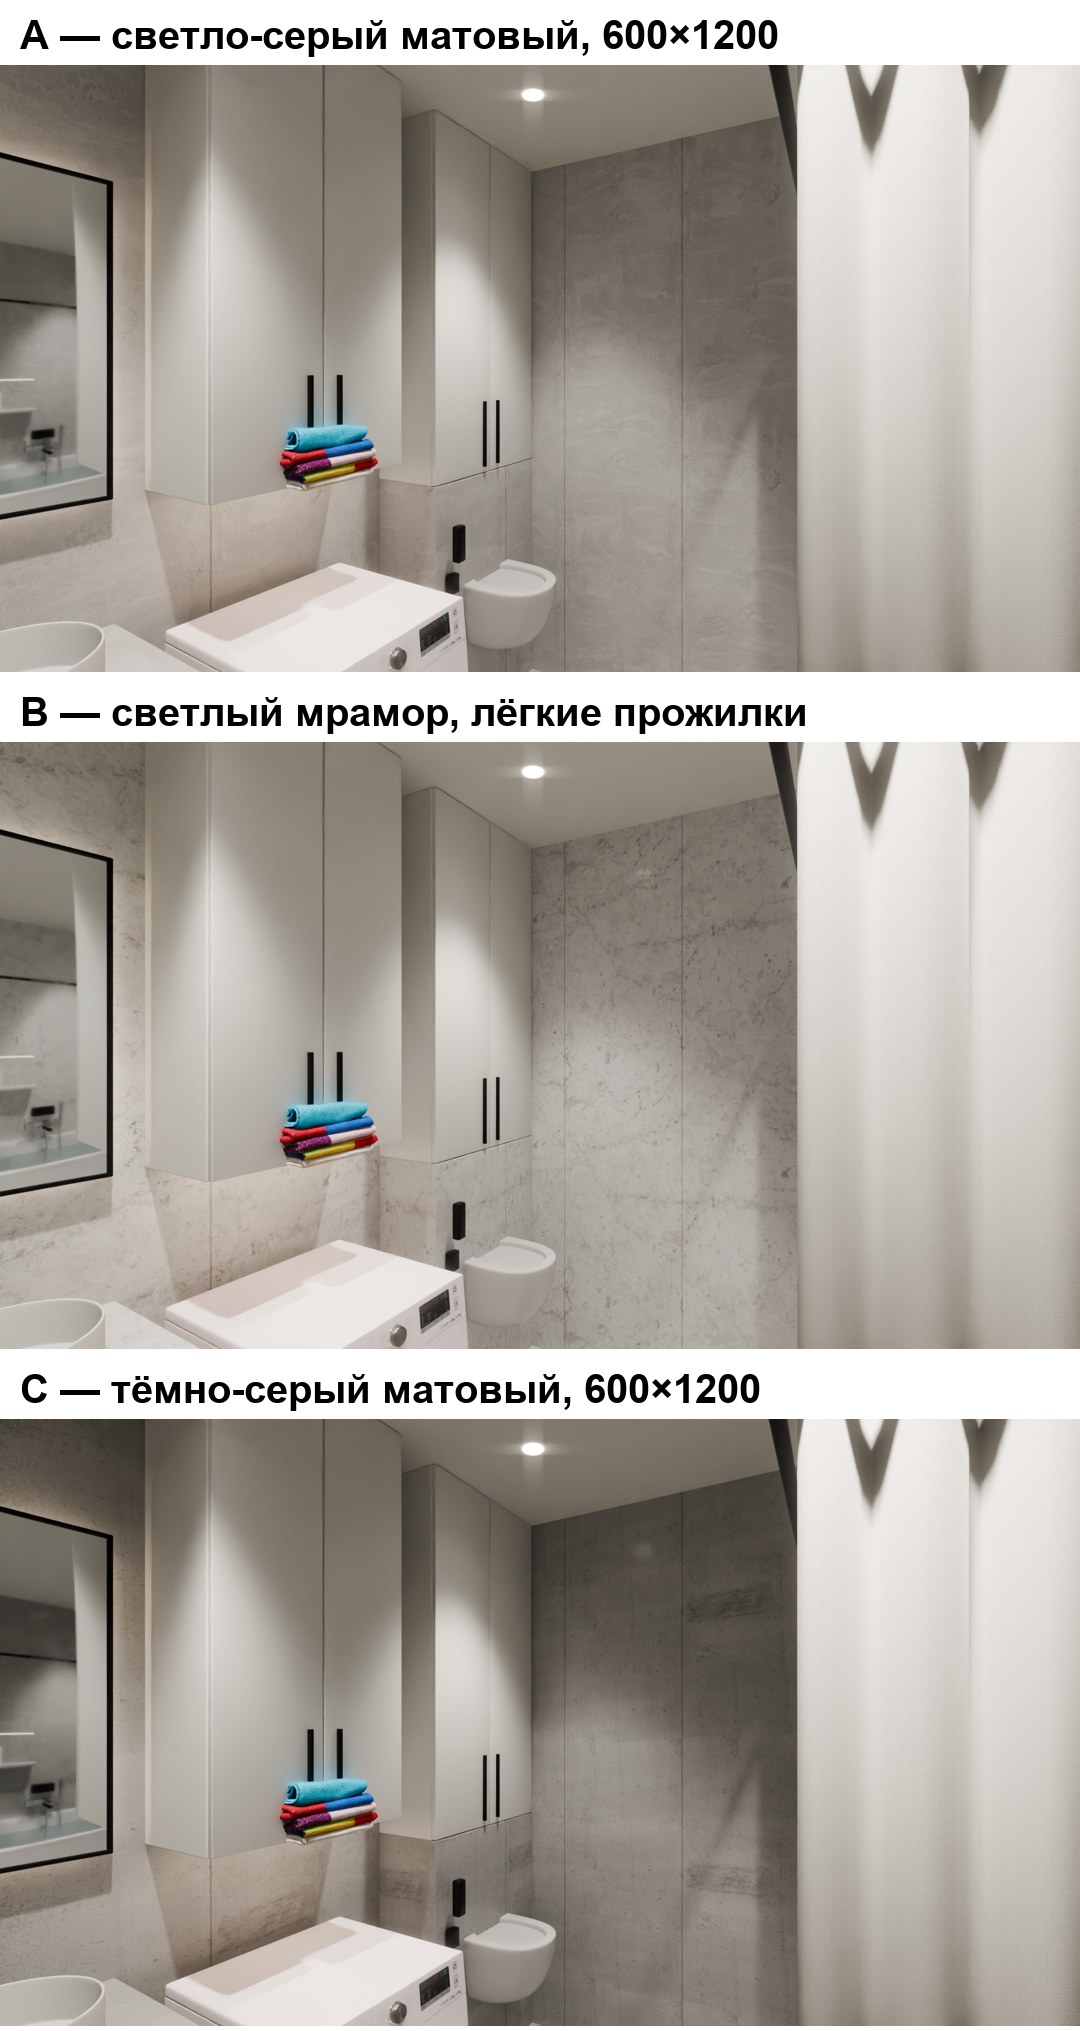 A — светло-серый матовый, 600×1200
B — светлый мрамор, лёгкие прожилки
C — тёмно-серый матовый, 600×1200